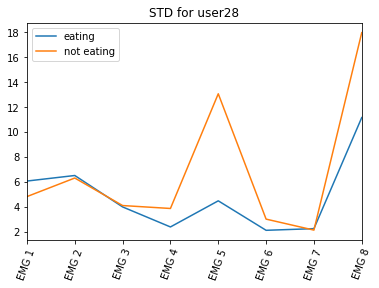 STD for user28
eating
not eating
18
16
14
12
10
8
6
4
2
EMG 1
EMG 2
EMG 3
EMG 4
EMG 5
EMG 6
EMG 7
EMG 8